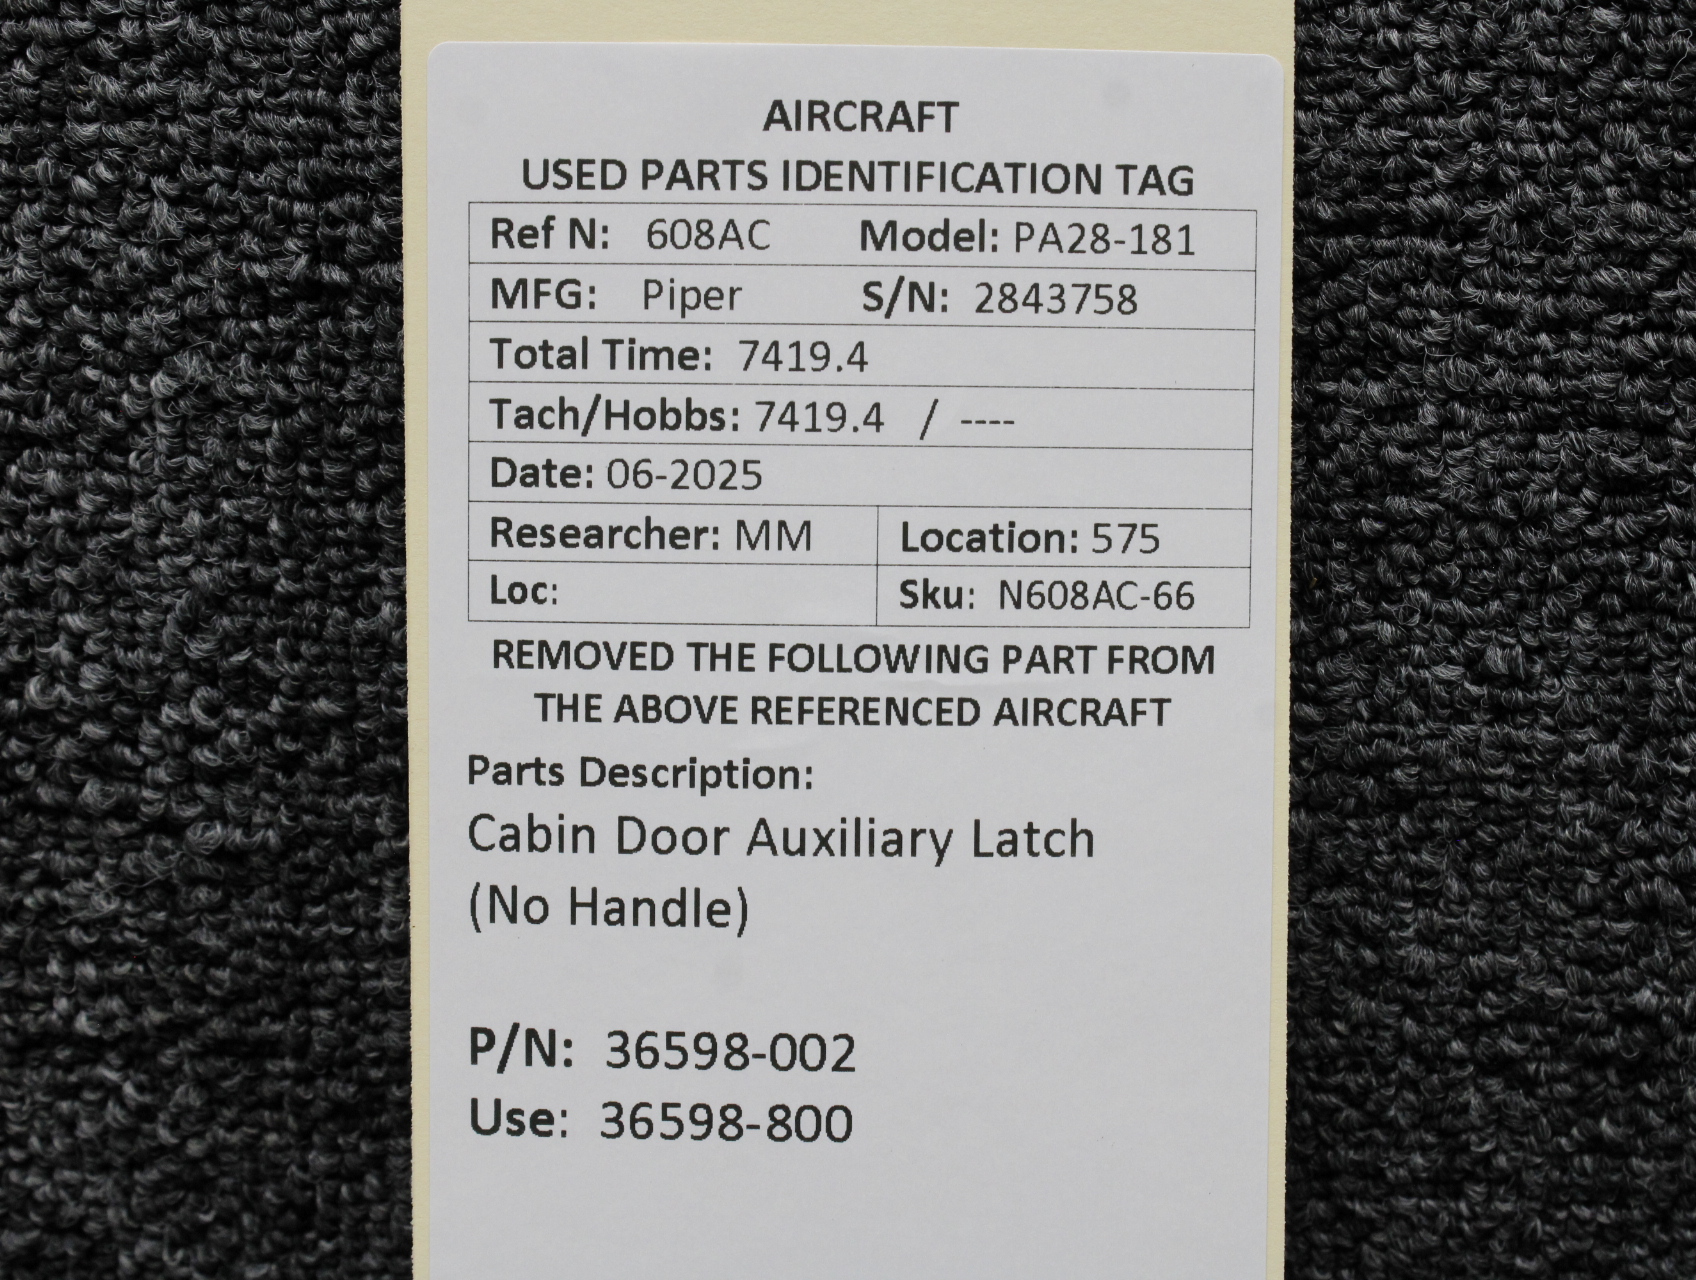 AIRCRAFT
USED PARTS IDENTIFICATION TAG
Ref N: 608AC Model: PA28-181
MFG: Piper S/N: 2843758
Total Time: 7419.4
Tach/Hobbs: 7419.4 / ----
Date: 06-2025
Researcher: MM Location: 575
Loc: Sku: N608AC-66
REMOVED THE FOLLOWING PART FROM
THE ABOVE REFERENCED AIRCRAFT
Parts Description:
Cabin Door Auxiliary Latch
(No Handle)
P/N: 36598-002
Use: 36598-800